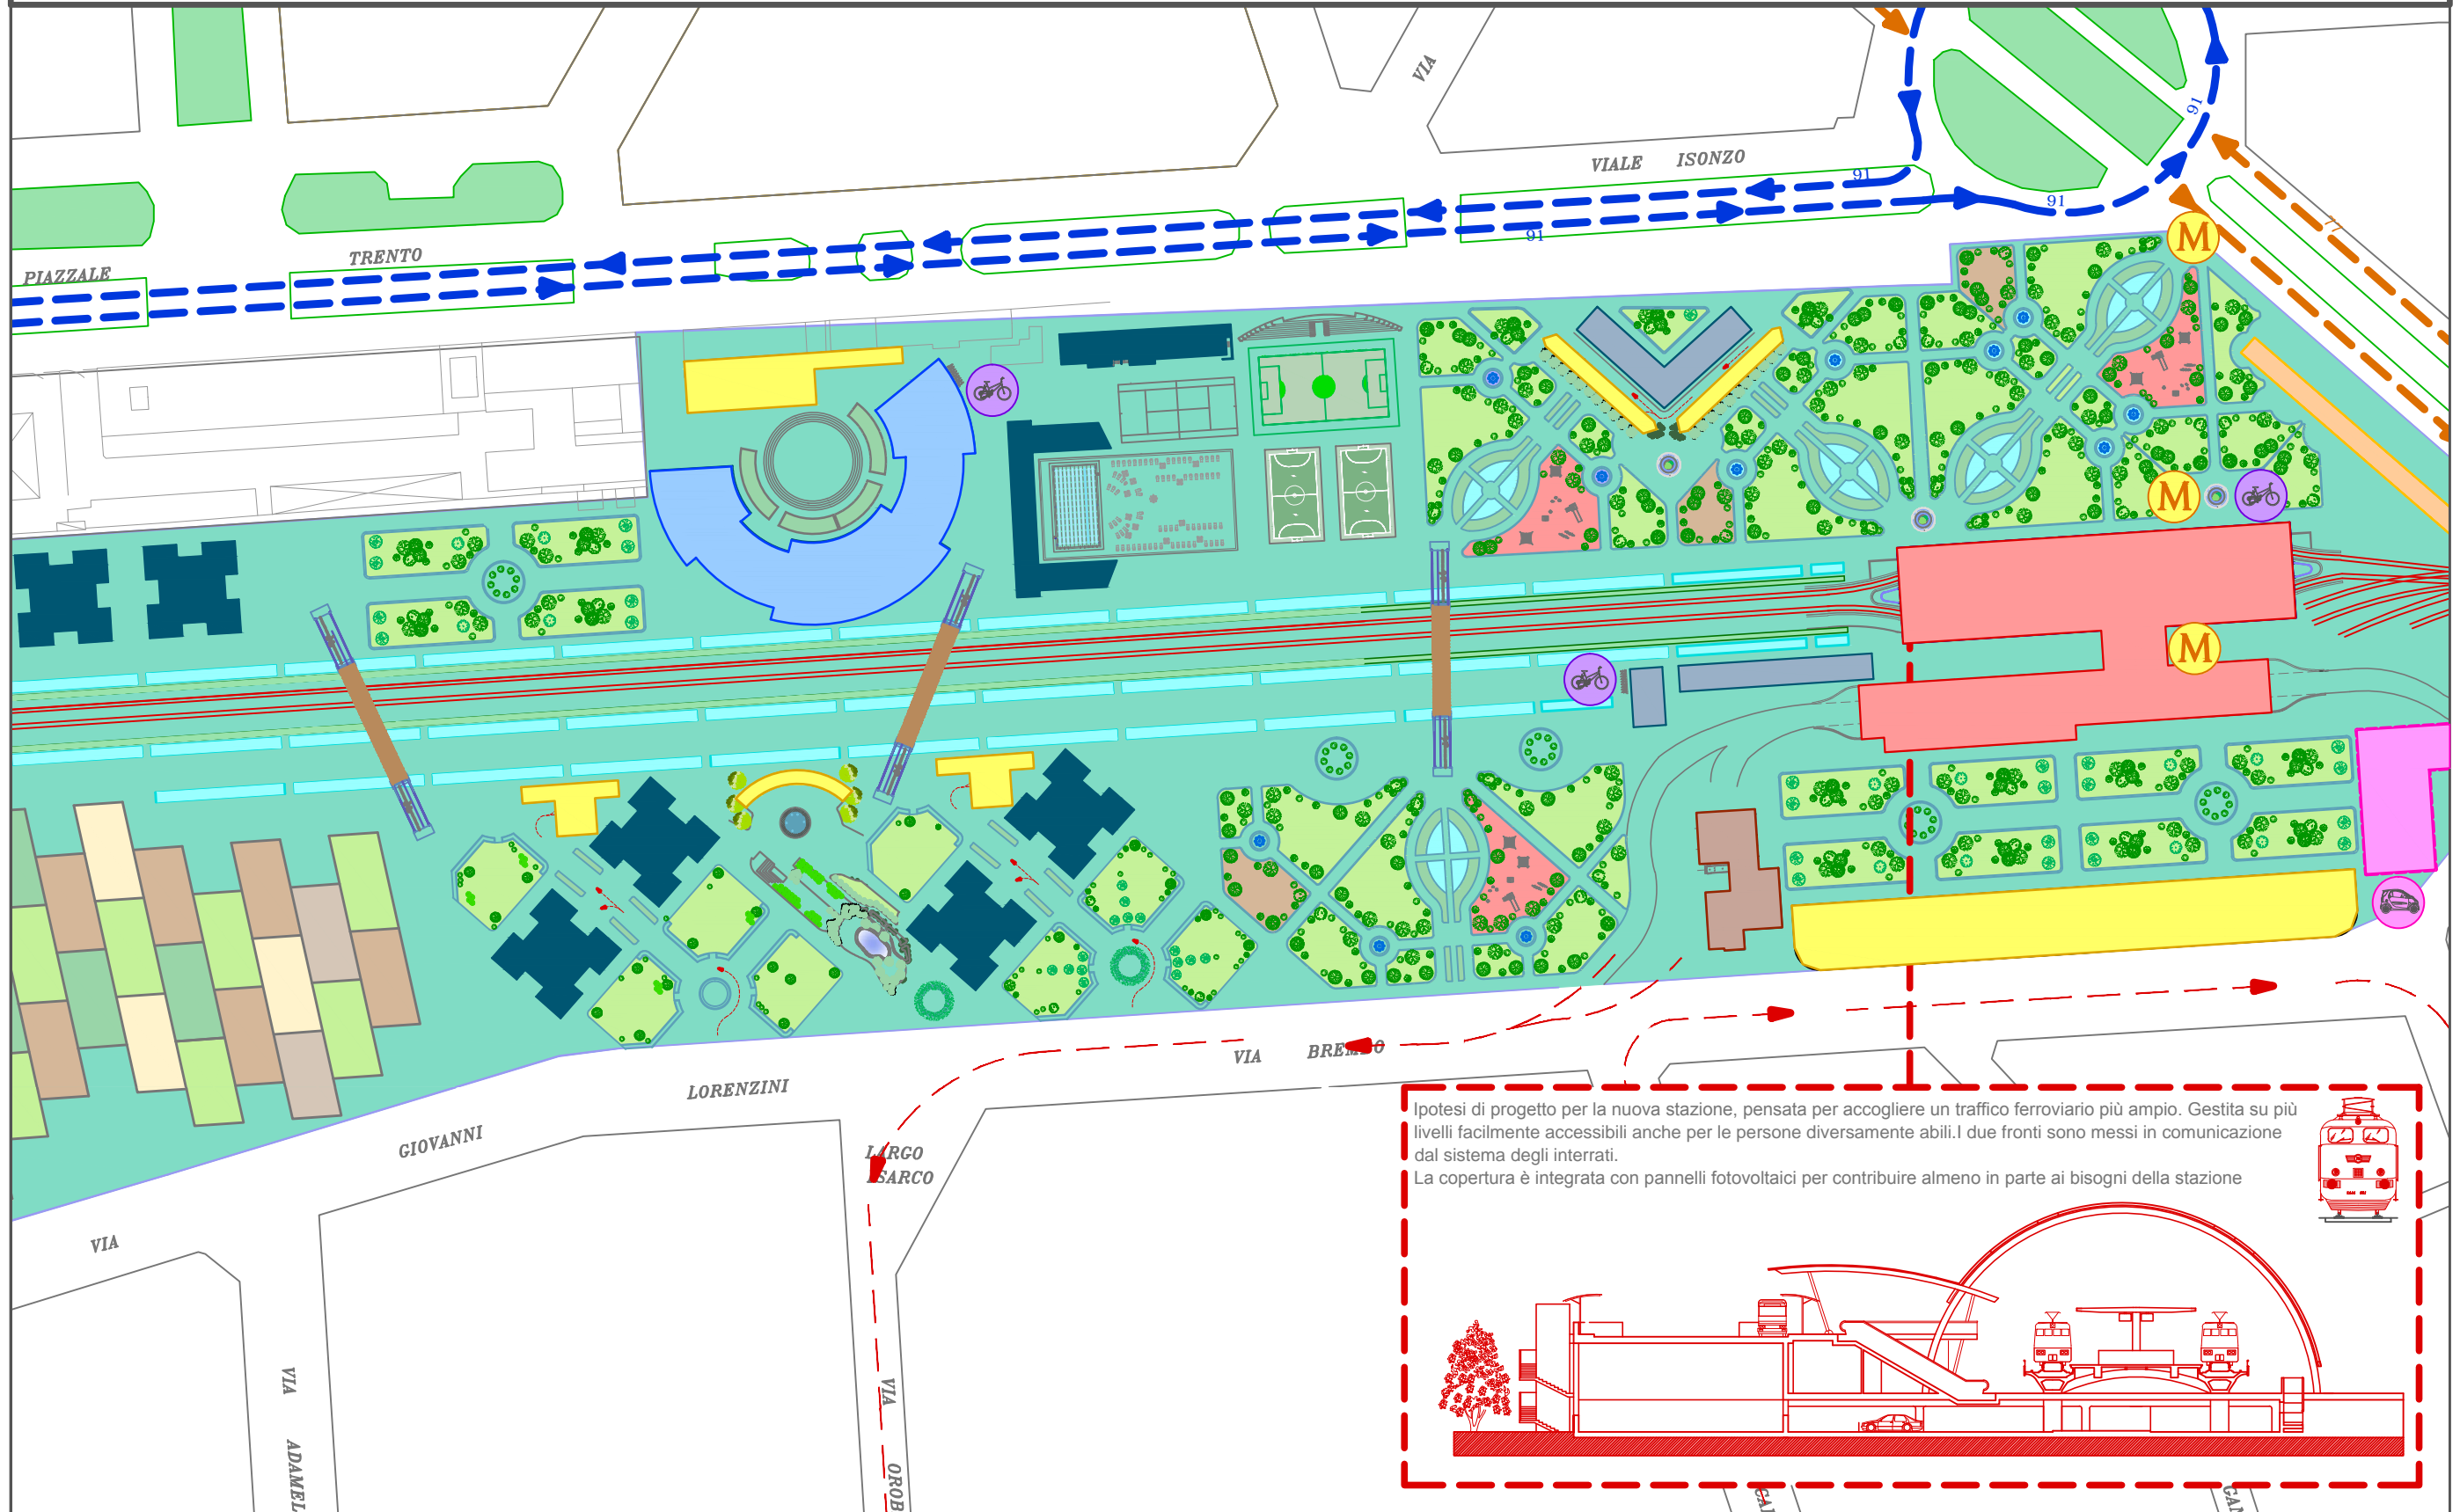 VIA
VIALE ISONZO
91
91
91
91
77
TRENTO
PIAZZALE
M
M
M
VIA BREMBO
LORENZINI
GIOVANNI
VIA
LARGO
ISARCO
VIA
ADAMEL
VIA
OROB
Ipotesi di progetto per la nuova stazione, pensata per accogliere un traffico ferroviario più ampio. Gestita su più
livelli facilmente accessibili anche per le persone diversamente abili.I due fronti sono messi in comunicazione
dal sistema degli interrati.
La copertura è integrata con pannelli fotovoltaici per contribuire almeno in parte ai bisogni della stazione